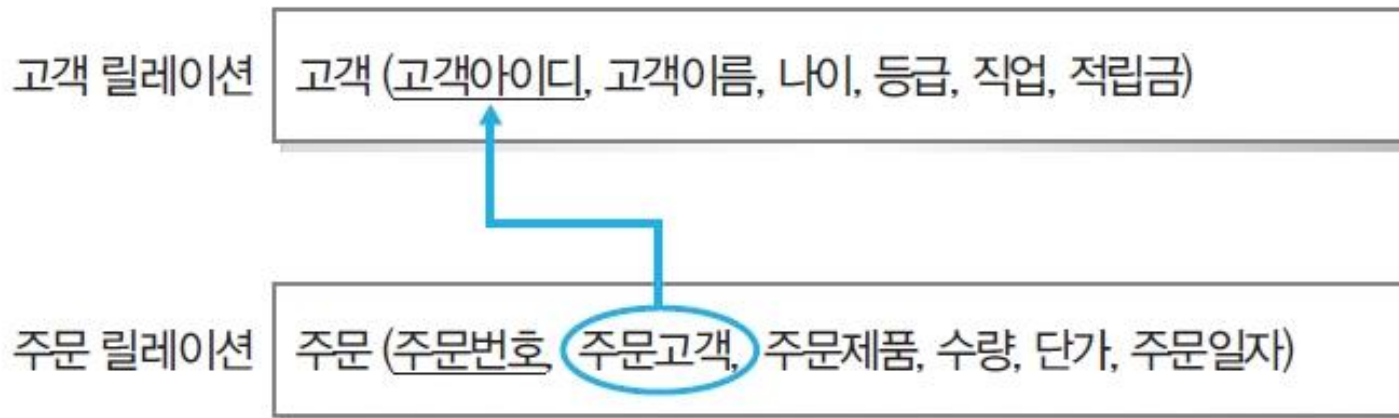 고객 릴레이션 고객 (고객아이디, 고객이름, 나이, 등급, 직업, 적립금)
주문 릴레이션 주문 (주문번호, 주문고객, 주문제품, 수량, 단가, 주문일자)